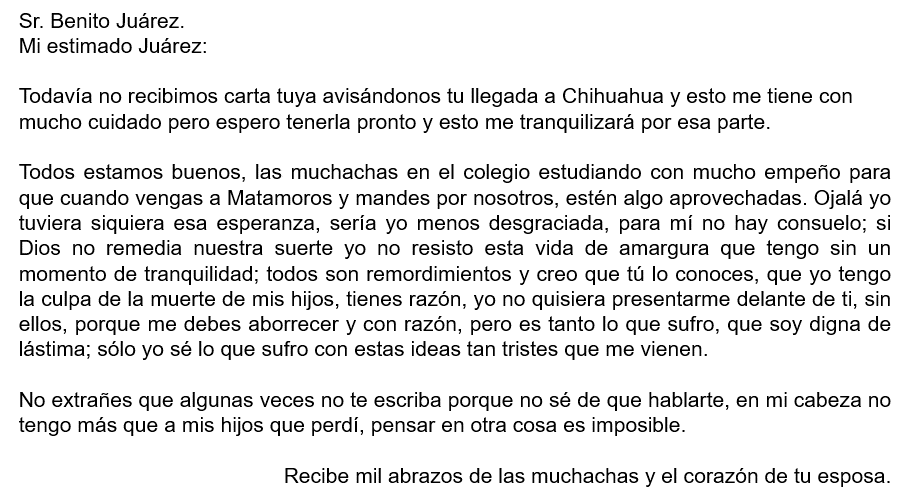 Sr. Benito Juárez.
Mi estimado Juárez:
Todavía no recibimos carta tuya avisándonos tu llegada a Chihuahua y esto me tiene con
mucho cuidado pero espero tenerla pronto y esto me tranquilizará por esa parte.
Todos estamos buenos, las muchachas en el colegio estudiando con mucho empeño para
que cuando vengas a Matamoros y mandes por nosotros, estén algo aprovechadas. Ojalá yo
tuviera siquiera esa esperanza, sería yo menos desgraciada, para mí no hay consuelo; si
Dios no remedia nuestra suerte yo no resisto esta vida de amargura que tengo sin un
momento de tranquilidad; todos son remordimientos y creo que tú lo conoces, que yo tengo
la culpa de la muerte de mis hijos, tienes razón, yo no quisiera presentarme delante de ti, sin
ellos, porque me debes aborrecer y con razón, pero es tanto lo que sufro, que soy digna de
lástima; sólo yo sé lo que sufro con estas ideas tan tristes que me vienen.
No extrañes que algunas veces no te escriba porque no sé de que hablarte, en mi cabeza no
tengo más que a mis hijos que perdí, pensar en otra cosa es imposible.
Recibe mil abrazos de las muchachas y el corazón de tu esposa.